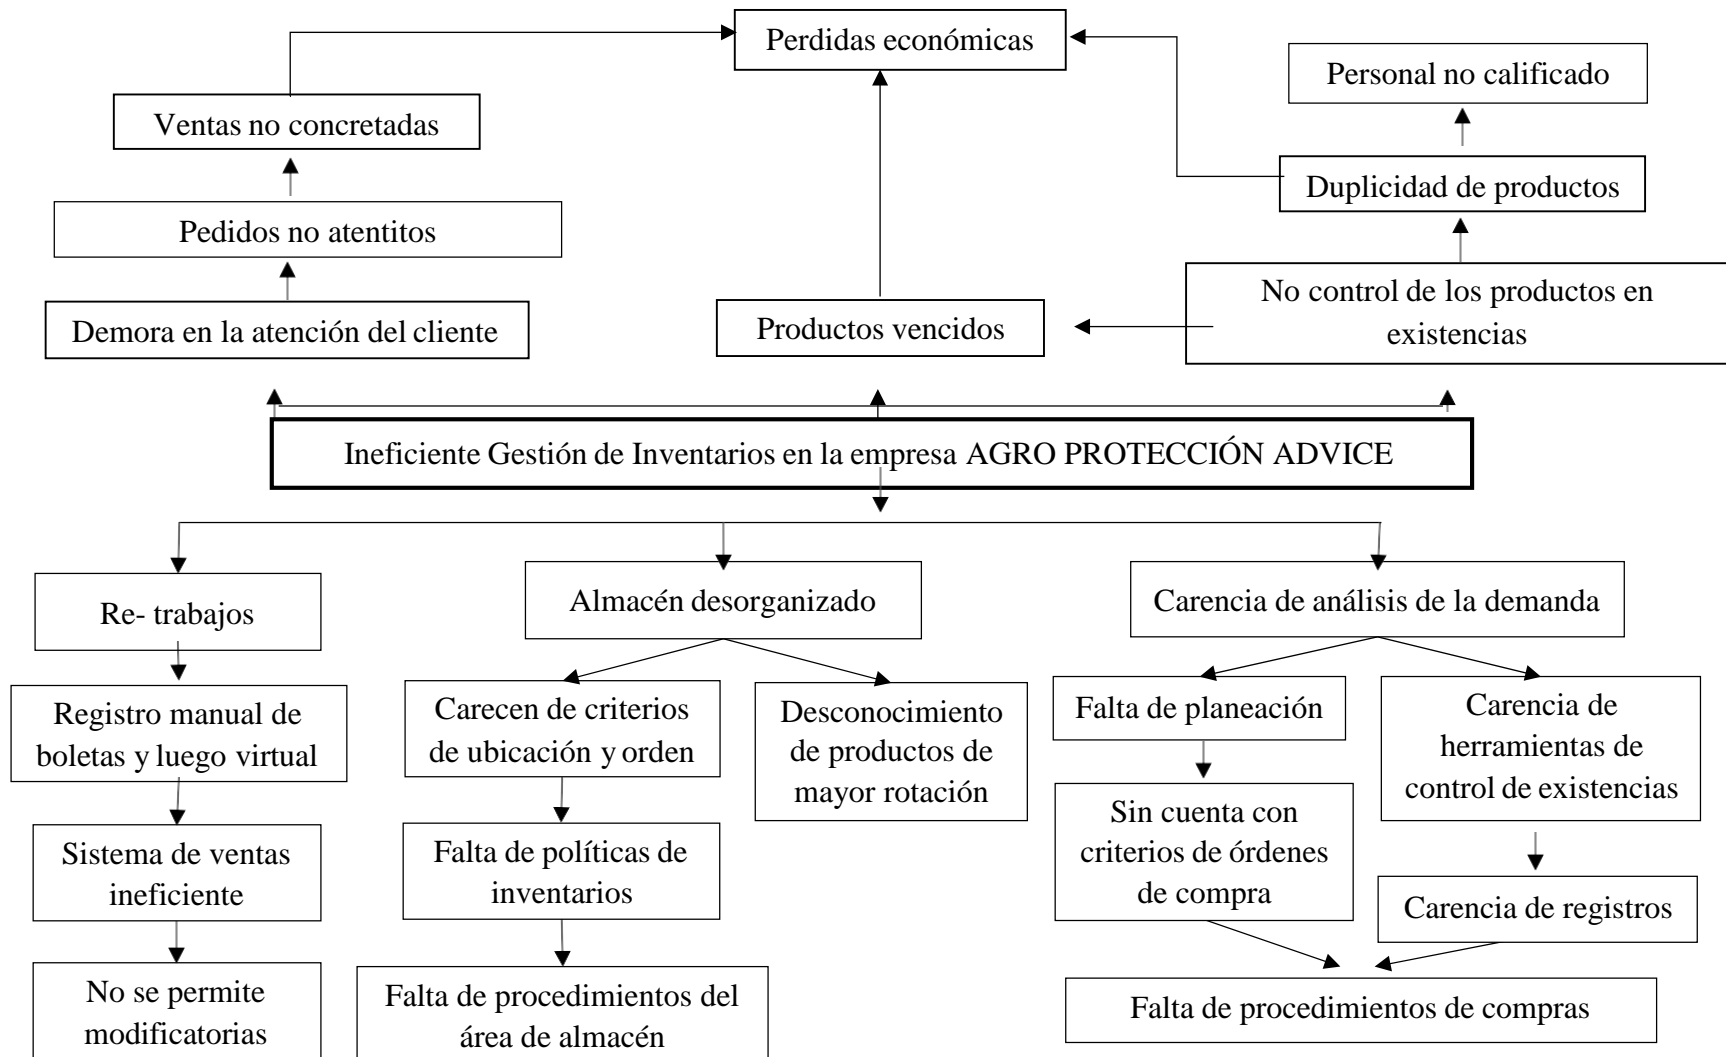 Perdidas económicas
Personal no calificado
Ventas no concretadas
Duplicidad de productos
Pedidos no atentitos
No control de los productos en
existencias
Demora en la atención del cliente
Productos vencidos
Ineficiente Gestión de Inventarios en la empresa AGRO PROTECCIÓN ADVICE
Re- trabajos
Almacén desorganizado
Carencia de análisis de la demanda
Registro manual de
boletas y luego virtual
Carecen de criterios
de ubicación y orden
Desconocimiento
de productos de
mayor rotación
Falta de planeación
Carencia de
herramientas de
control de existencias
Sistema de ventas
ineficiente
Falta de políticas de
inventarios
Sin cuenta con
criterios de órdenes
de compra
Carencia de registros
No se permite
modificatorias
Falta de procedimientos del
área de almacén
Falta de procedimientos de compras